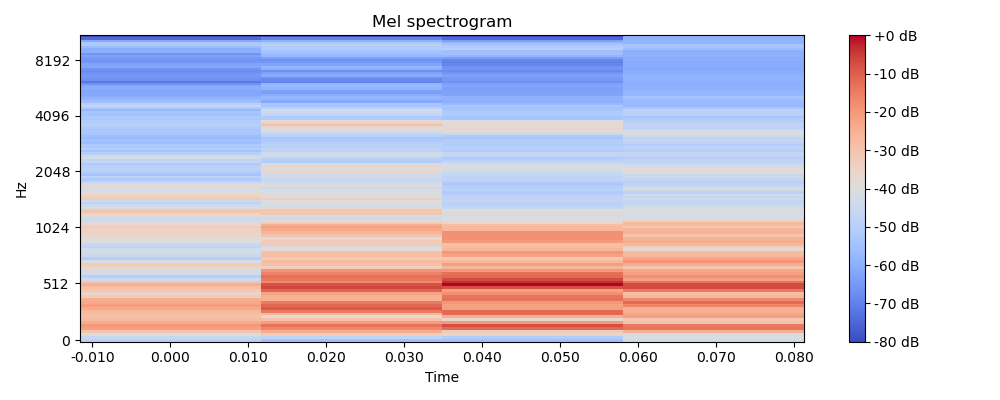 Mel spectrogram
Hz
8192
4096
2048
1024
512
0
-0.010 0.000 0.010 0.020 0.030 0.040 0.050 0.060 0.070 0.080
Time
+0 dB
-10 dB
-20 dB
-30 dB
-40 dB
-50 dB
-60 dB
-70 dB
-80 dB